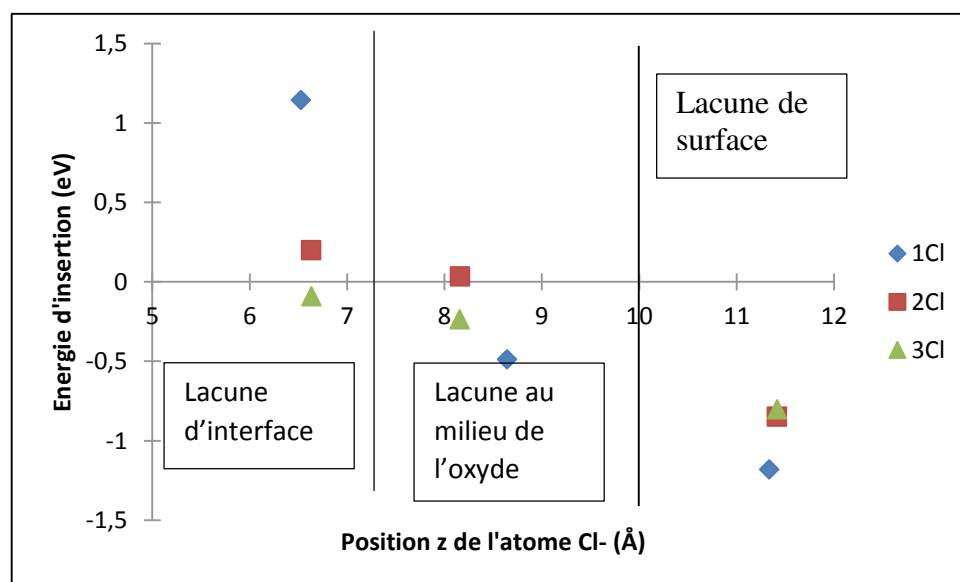 1,5
1
0,5
0
-0,5
-1
-1,5
5 6 7 8 9 10 11 12
Energie d'insertion (eV)
Position z de l'atome Cl- (Å)
Lacune
d’interface
Lacune au
milieu de
l’oxyde
Lacune de
surface
1Cl
2Cl
3Cl